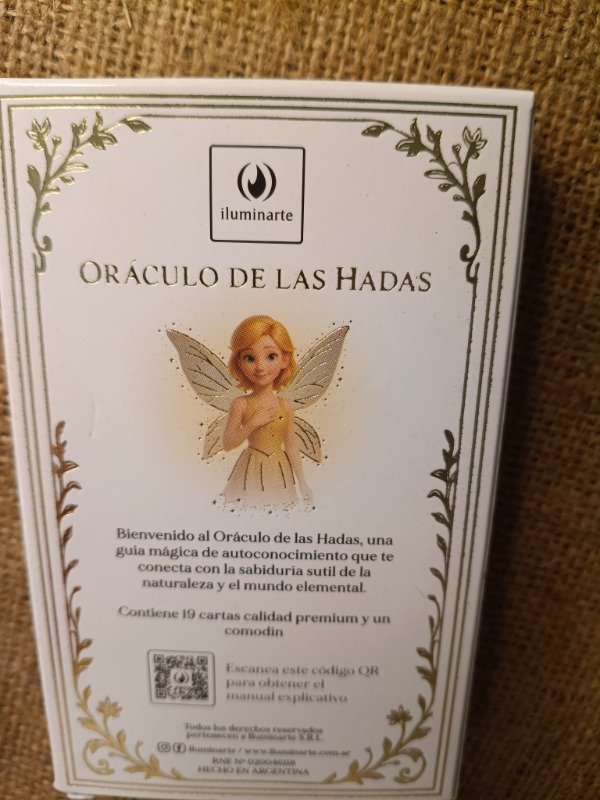 iluminarte
ORÁCULO DE LAS HADAS
Bienvenido al Oráculo de las Hadas, una
guía mágica de autoconocimiento que te
conecta con la sabiduría sutil de la
naturaleza y el mundo elemental.
Contiene 19 cartas calidad premium y un
comodín
Escanea este código QR
para obtener el
manual explicativo
Todos los derechos reservados
perteneceo a Iluminarte S.R.L.
iluminarte / www.iluminarte.com.ar
RNE Nº
HECHO EN ARGENTINA